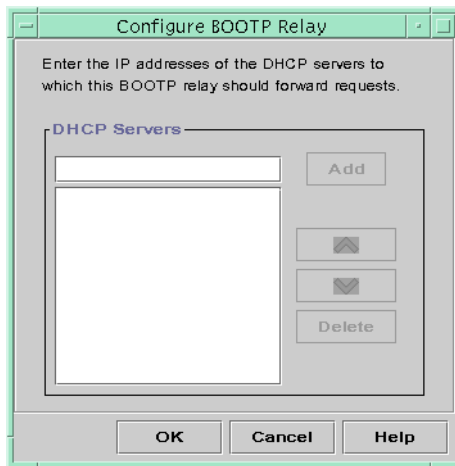 Configure BOOTP Relay
Enter the IP addresses of the DHCP servers to
which this BOOTP relay should forward requests.
DHCP Servers
Add
Delete
OK
Cancel
Help